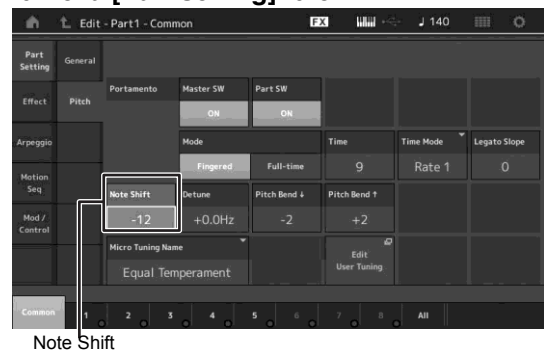 Edit - Part1 - Common FX ♩ 140
Part Setting General
Portamento Master SW Part SW
ON ON
Effect Pitch
Arpeggio Mode Time Time Mode Legato Slope
Fingered Full-time 9 Rate 1 0
Motion Seq
Note Shift Detune Pitch Bend ↓ Pitch Bend ↑
-12 +0.0Hz -2 +2
Mod / Control
Micro Tuning Name
Equal Temperament Edit User Tuning
Common 1 2 3 4 5 6 7 8 All
Note Shift